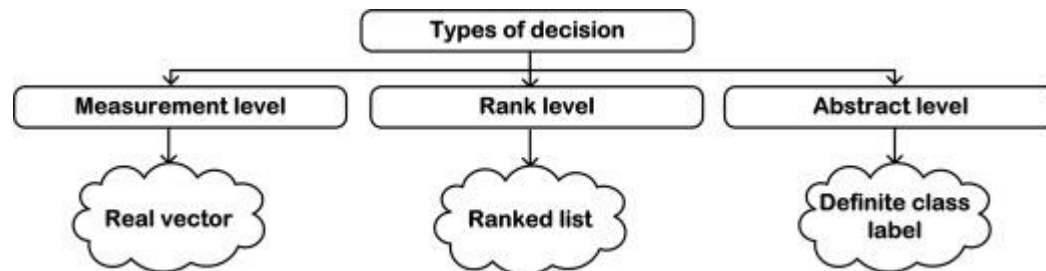 Types of decision
Measurement level
Rank level
Abstract level
Real vector
Ranked list
Definite class
label